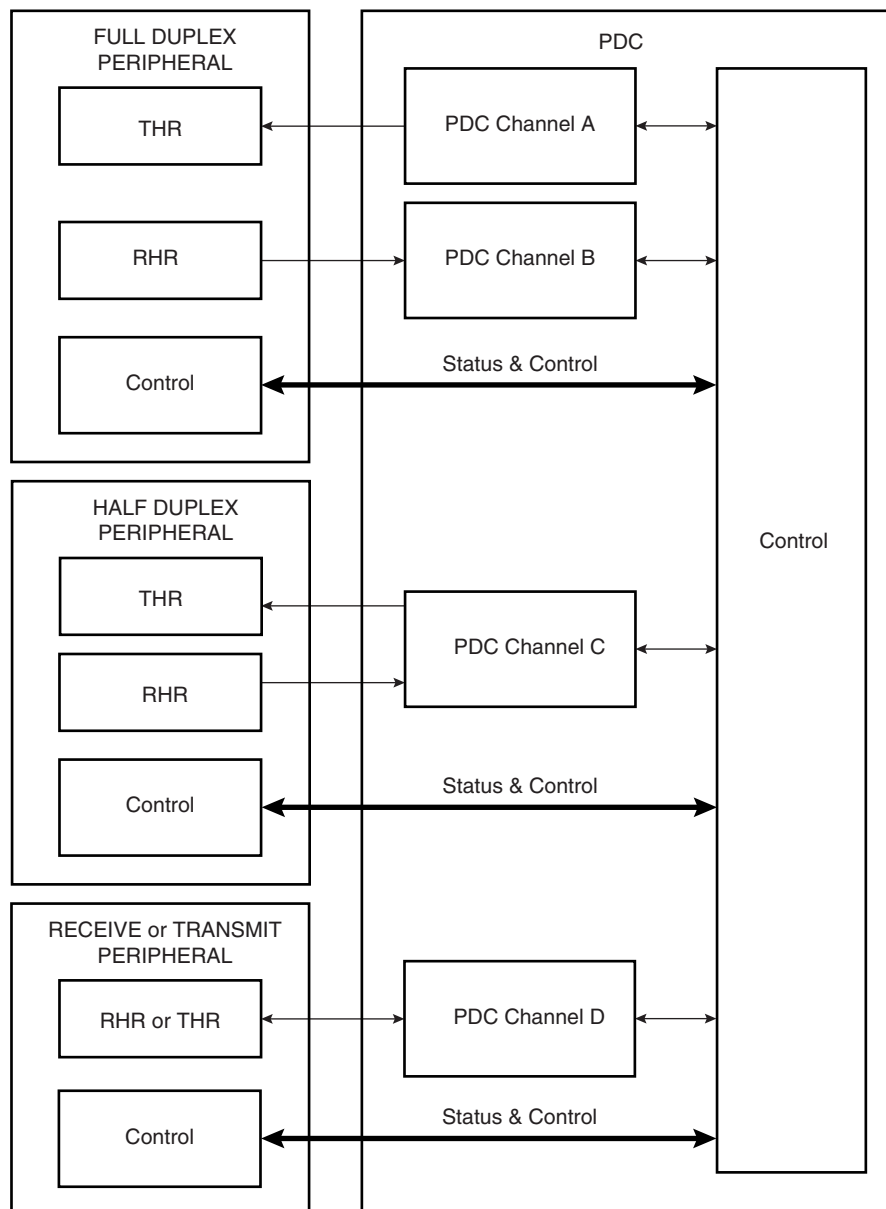 FULL DUPLEX
PERIPHERAL
THR
RHR
Control
PDC
PDC Channel A
PDC Channel B
Status & Control
HALF DUPLEX
PERIPHERAL
THR
RHR
Control
PDC Channel C
Status & Control
Control
RECEIVE or TRANSMIT
PERIPHERAL
RHR or THR
Control
PDC Channel D
Status & Control